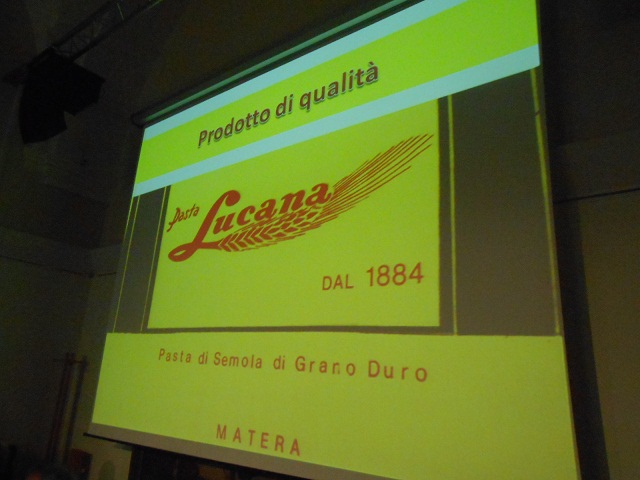 Prodotto di qualità
Pasta
Lucana
DAL 1884
Pasta di Semola di Grano Duro
MATERA